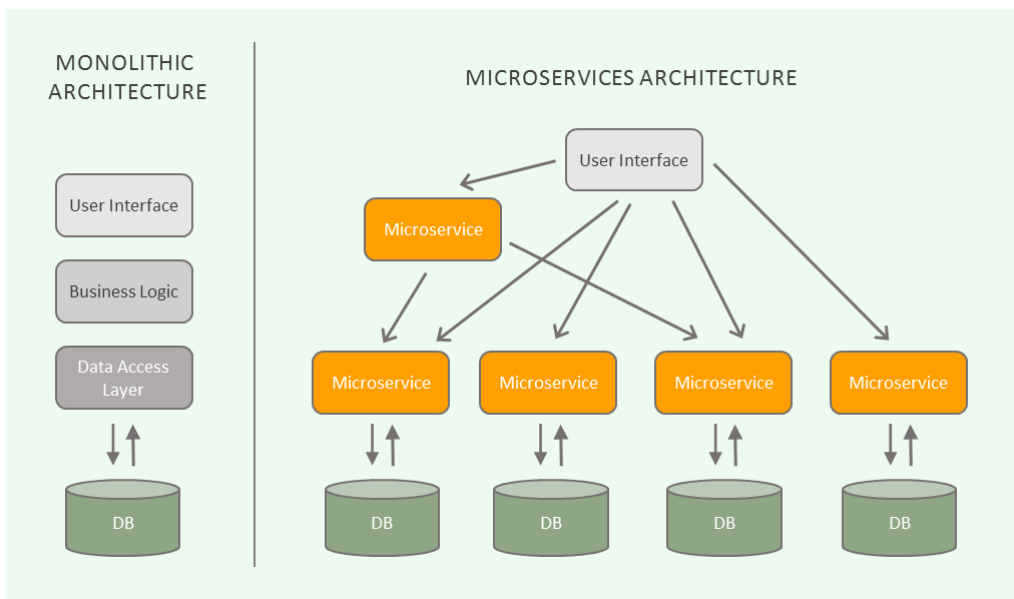 MONOLITHIC
ARCHITECTURE
User Interface
Business Logic
Data Access
Layer
DB
MICROSERVICES ARCHITECTURE
User Interface
Microservice
Microservice
Microservice
Microservice
Microservice
DB
DB
DB
DB